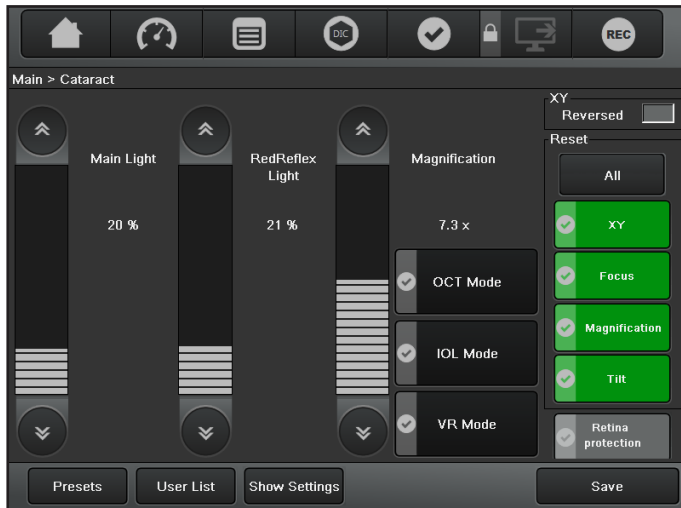 DIC
REC
Main > Cataract
XY
Reversed
Reset
Main Light
RedReflex
Light
Magnification
All
20 %
21 %
7.3 x
XY
OCT Mode
Focus
Magnification
IOL Mode
Tilt
VR Mode
Retina
protection
Presets
User List
Show Settings
Save